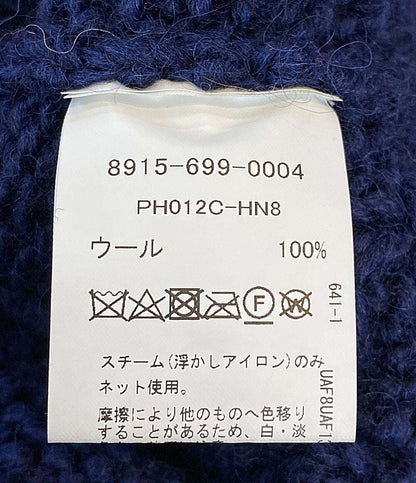 8915-699-0004
PH012C-HN8
ウール 100%
F W
641-1
スチーム(浮かしアイロン)のみ
ネット使用。
摩擦により他のものへ色移り
することがあるため、白・淡
UAF8UAF1